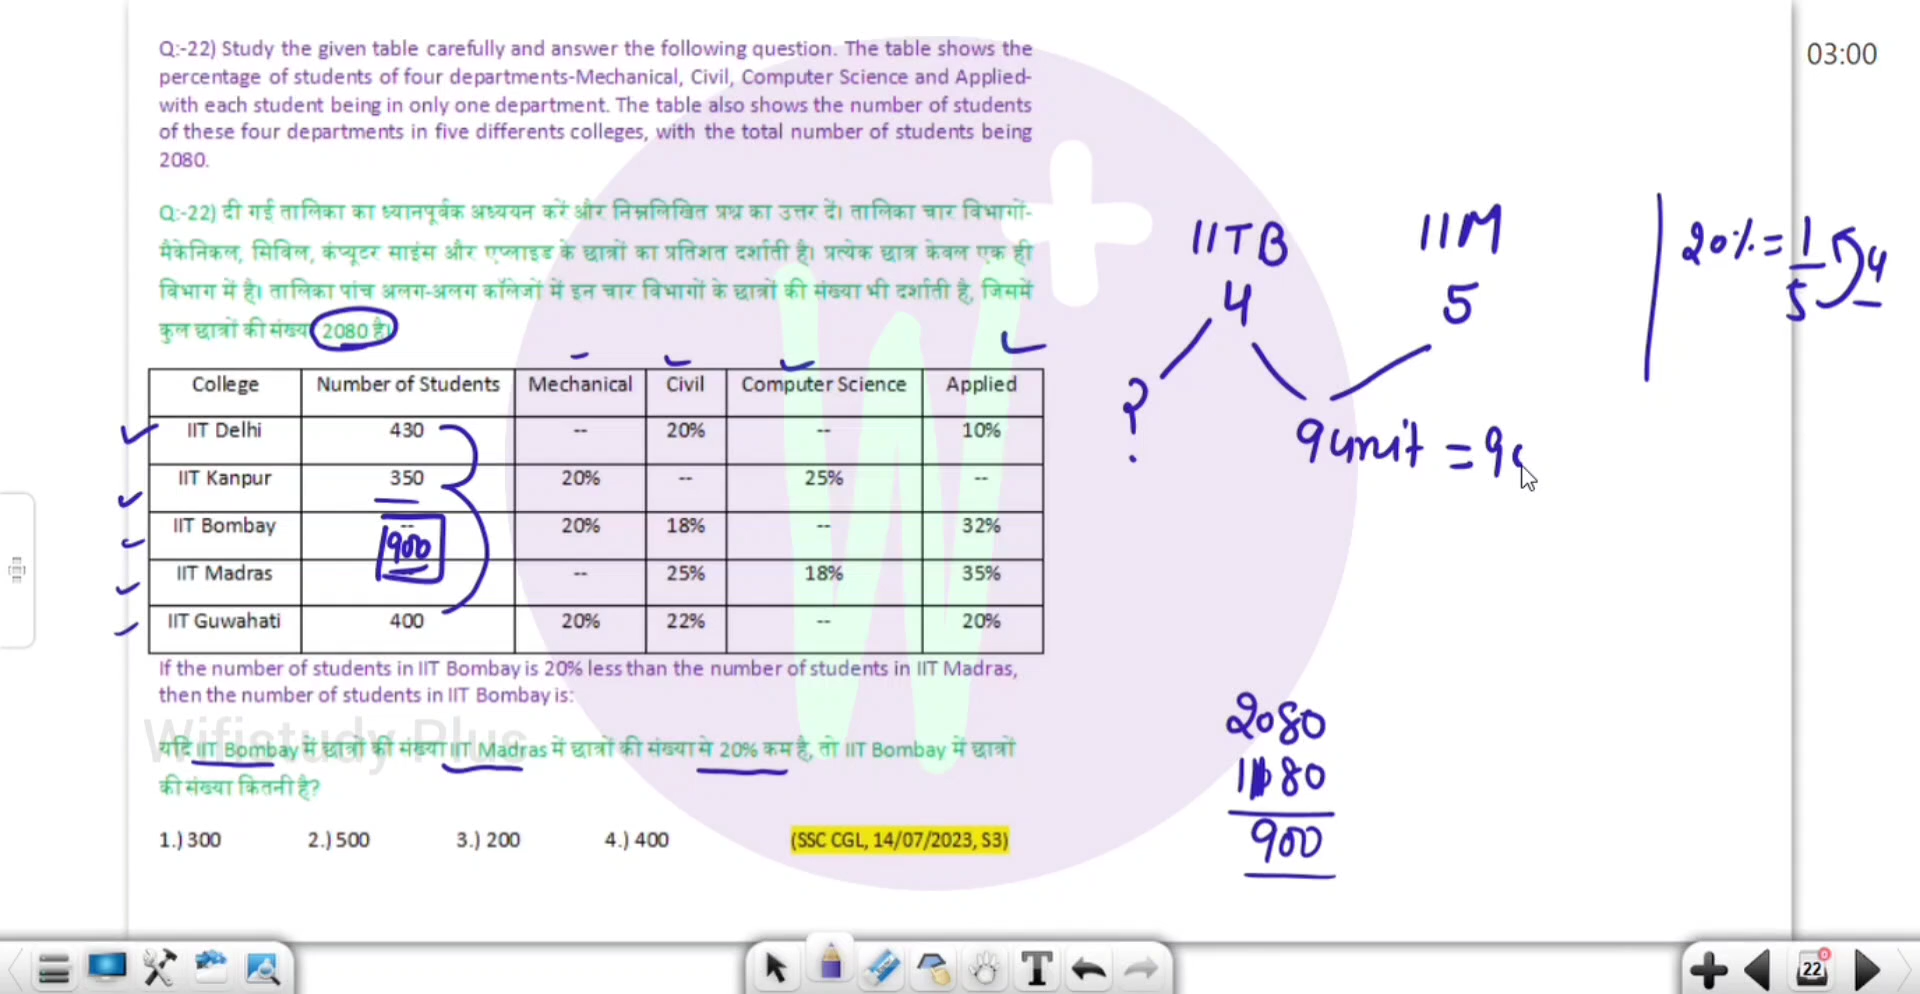 03:00
Q:-22) Study the given table carefully and answer the following question. The table shows the
percentage of students of four departments-Mechanical, Civil, Computer Science and Applied-
with each student being in only one department. The table also shows the number of students
of these four departments in five differents colleges, with the total number of students being
2080.
Q:-22) दी गई तालिका का ध्यानपूर्वक अध्ययन करें और निम्नलिखित प्रश्न का उत्तर दें। तालिका चार विभागों-
मैकेनिकल, सिविल, कंप्यूटर साइंस और एप्लाइड के छात्रों का प्रतिशत दर्शाती है। प्रत्येक छात्र केवल एक ही
विभाग में है। तालिका पांच अलग-अलग कॉलेजों में इन चार विभागों के छात्रों की संख्या भी दर्शाती है, जिसमें
कुल छात्रों की संख्या 2080 है।
College Number of Students Mechanical Civil Computer Science Applied
IIT Delhi 430 -- 20% -- 10%
IIT Kanpur 350 20% -- 25% --
IIT Bombay -- 20% 18% -- 32%
900
IIT Madras -- 25% 18% 35%
IIT Guwahati 400 20% 22% -- 20%
If the number of students in IIT Bombay is 20% less than the number of students in IIT Madras,
then the number of students in IIT Bombay is:
Wifistudy Plus
यदि IIT Bombay में छात्रों की संख्या IIT Madras में छात्रों की संख्या से 20% कम है, तो IIT Bombay में छात्रों
की संख्या कितनी है?
1.) 300 2.) 500 3.) 200 4.) 400 (SSC CGL, 14/07/2023, S3)
IITB IIM
4 5
?
9 unit = 90
20% = 1/5 4
2080
1180
900
22